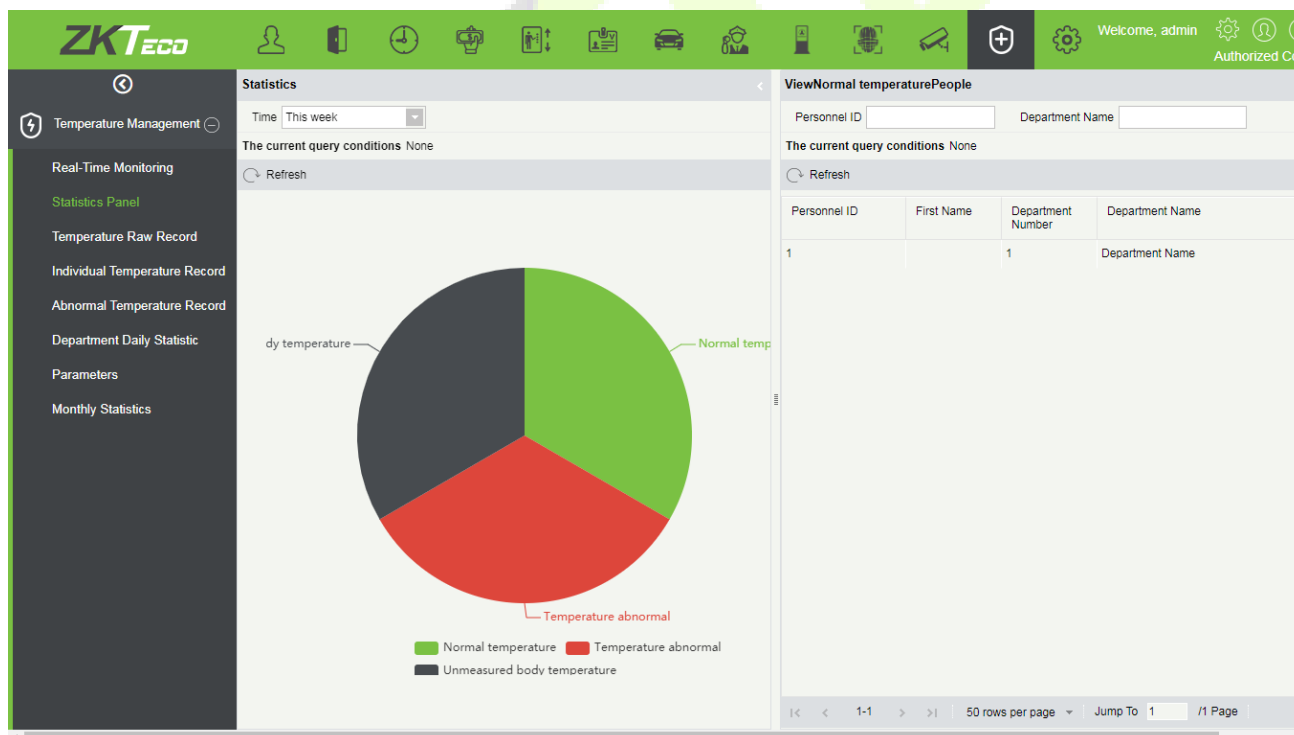 ZKTeco
Welcome, admin
Authorized
Temperature Management
Real-Time Monitoring
Statistics Panel
Temperature Raw Record
Individual Temperature Record
Abnormal Temperature Record
Department Daily Statistic
Parameters
Monthly Statistics
Statistics
Time This week
The current query conditions None
Refresh
dy temperature
Normal temp
Temperature abnormal
Normal temperature Temperature abnormal
Unmeasured body temperature
ViewNormal temperaturePeople
Personnel ID Department Name
The current query conditions None
Refresh
Personnel ID First Name Department Number Department Name
1 1 Department Name
|< < 1-1 > >| 50 rows per page Jump To 1 /1 Page